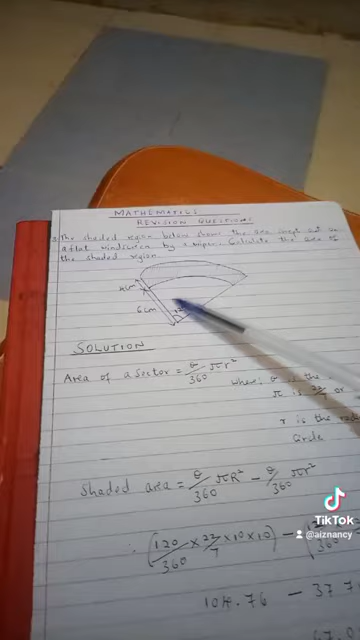 MATHEMATICS
REVISION QUESTIONS
The shaded region below shows the area swept out on
a flat windscreen by a wiper. Calculate the area of
the shaded region.
4cm
6cm
SOLUTION
Area of a sector = θ/360 πr² where: θ is the
π is 22/7 or
r is the
circle
Shaded area = θ/360 πR² - θ/360 πr²
(120/360 × 22/7 × 10 × 10) -
104.76 - 37.7
TikTok
@aiznancy